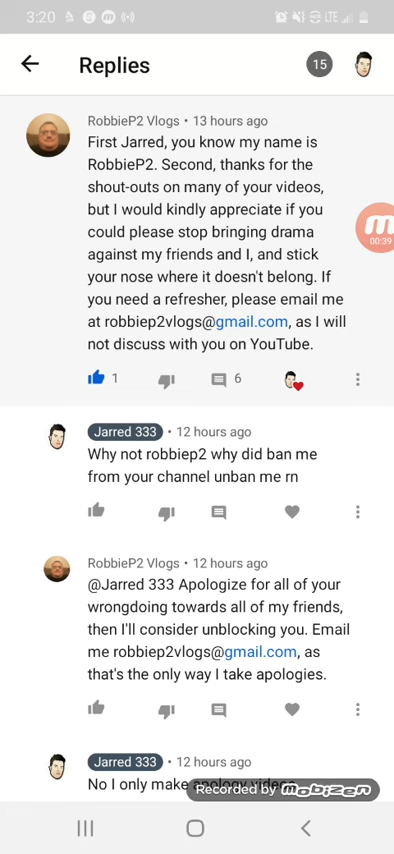 3:20
LTE
Replies
15
RobbieP2 Vlogs • 13 hours ago
First Jarred, you know my name is
RobbieP2. Second, thanks for the
shout-outs on many of your videos,
but I would kindly appreciate if you
could please stop bringing drama
against my friends and I, and stick
your nose where it doesn't belong. If
you need a refresher, please email me
at robbiep2vlogs@gmail.com, as I will
not discuss with you on YouTube.
00:39
1
6
Jarred 333 • 12 hours ago
Why not robbiep2 why did ban me
from your channel unban me rn
RobbieP2 Vlogs • 12 hours ago
@Jarred 333 Apologize for all of your
wrongdoing towards all of my friends,
then I'll consider unblocking you. Email
me robbiep2vlogs@gmail.com, as
that's the only way I take apologies.
Jarred 333 • 12 hours ago
No I only make apology videos
Recorded by mobizen